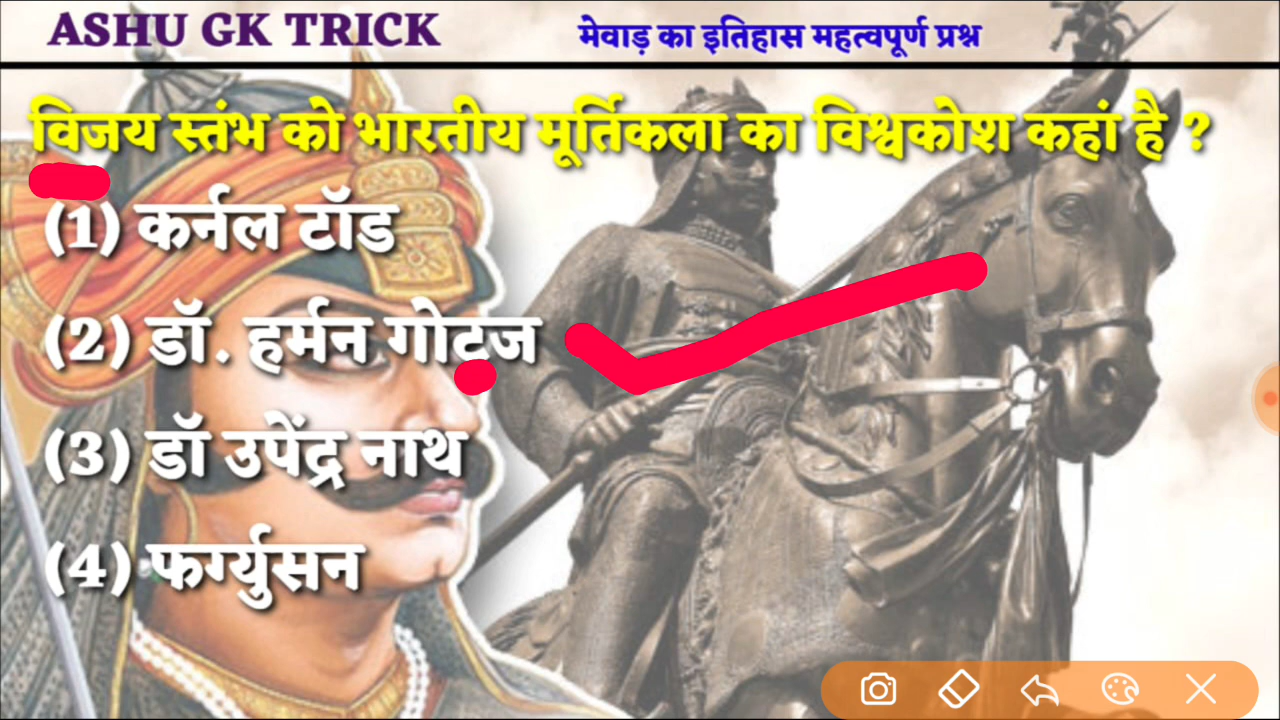 ASHU GK TRICK
मेवाड़ का इतिहास महत्वपूर्ण प्रश्न
विजय स्तंभ को भारतीय मूर्तिकला का विश्वकोश कहां है ?
(1) कर्नल टॉड
(2) डॉ. हर्मन गोट्ज
(3) डॉ उपेंद्र नाथ
(4) फर्ग्युसन